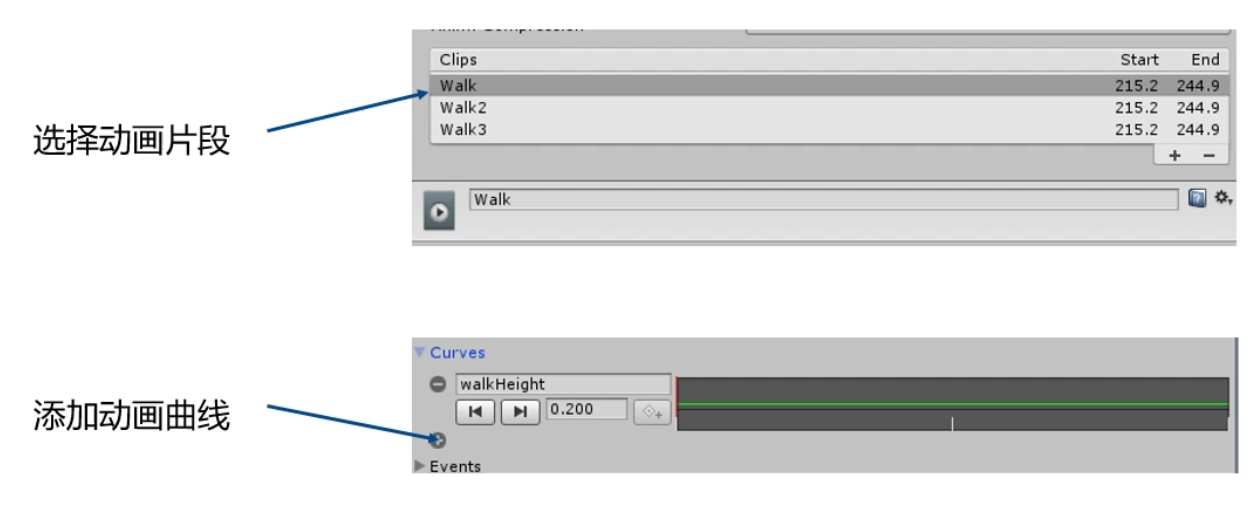 Clips Start End
Walk 215.2 244.9
Walk2 215.2 244.9
Walk3 215.2 244.9
+ −
选择动画片段
Walk
Curves
walkHeight
0.200
添加动画曲线
Events